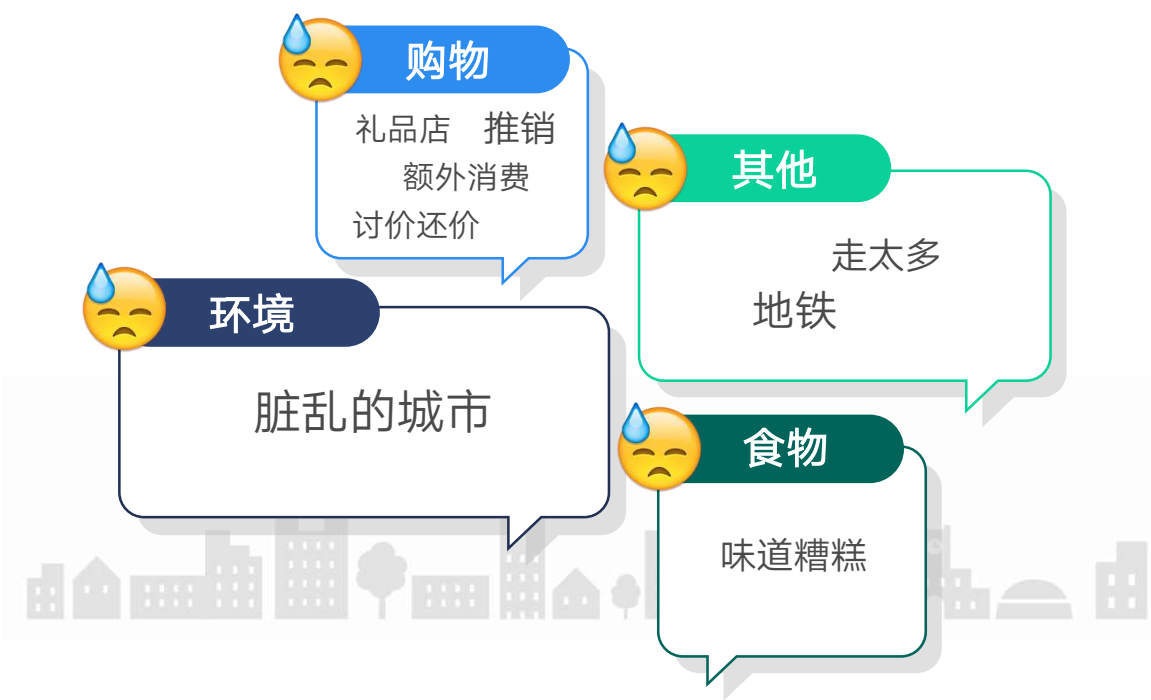 购物
礼品店 推销
额外消费
讨价还价
其他
走太多
地铁
环境
脏乱的城市
食物
味道糟糕